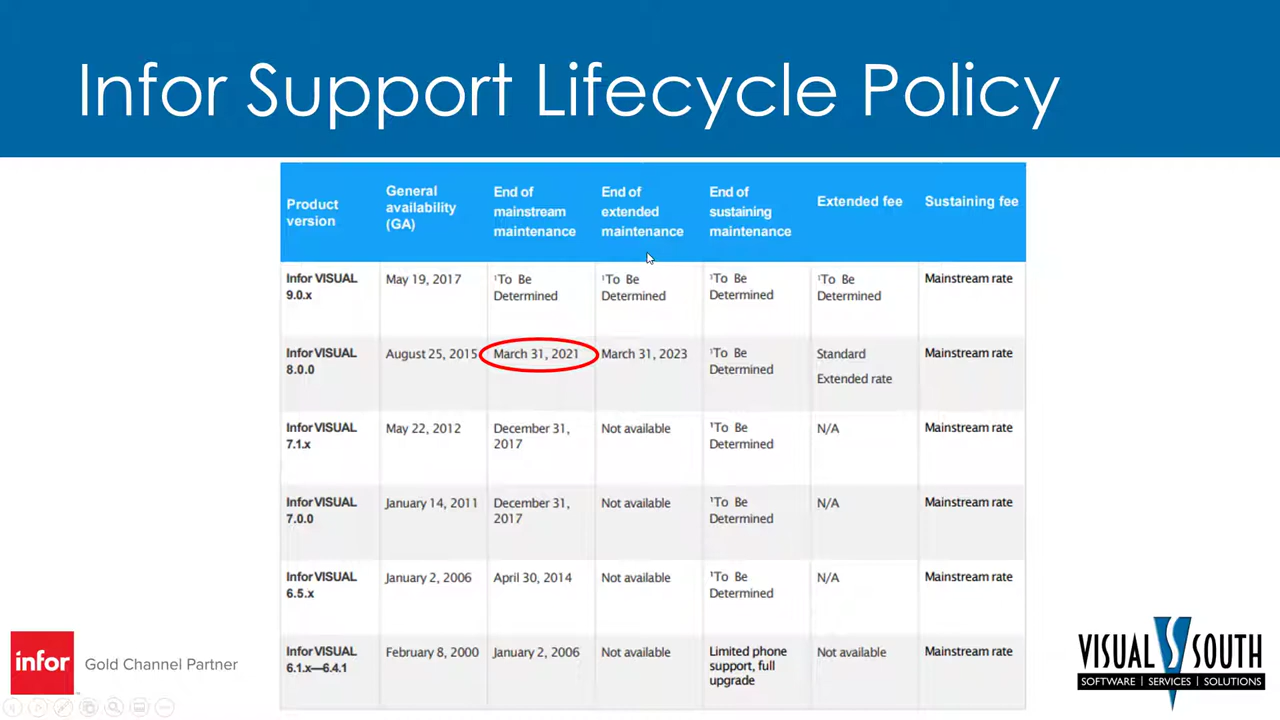 Infor Support Lifecycle Policy
Product version
General availability (GA)
End of mainstream maintenance
End of extended maintenance
End of sustaining maintenance
Extended fee
Sustaining fee
Infor VISUAL 9.0.x
May 19, 2017
¹To Be Determined
¹To Be Determined
¹To Be Determined
¹To Be Determined
Mainstream rate
Infor VISUAL 8.0.0
August 25, 2015
March 31, 2021
March 31, 2023
¹To Be Determined
Standard Extended rate
Mainstream rate
Infor VISUAL 7.1.x
May 22, 2012
December 31, 2017
Not available
¹To Be Determined
N/A
Mainstream rate
Infor VISUAL 7.0.0
January 14, 2011
December 31, 2017
Not available
¹To Be Determined
N/A
Mainstream rate
Infor VISUAL 6.5.x
January 2, 2006
April 30, 2014
Not available
¹To Be Determined
N/A
Mainstream rate
Infor VISUAL 6.1.x—6.4.1
February 8, 2000
January 2, 2006
Not available
Limited phone support, full upgrade
Not available
Mainstream rate
infor
Gold Channel Partner
VISUAL SOUTH
SOFTWARE | SERVICES | SOLUTIONS